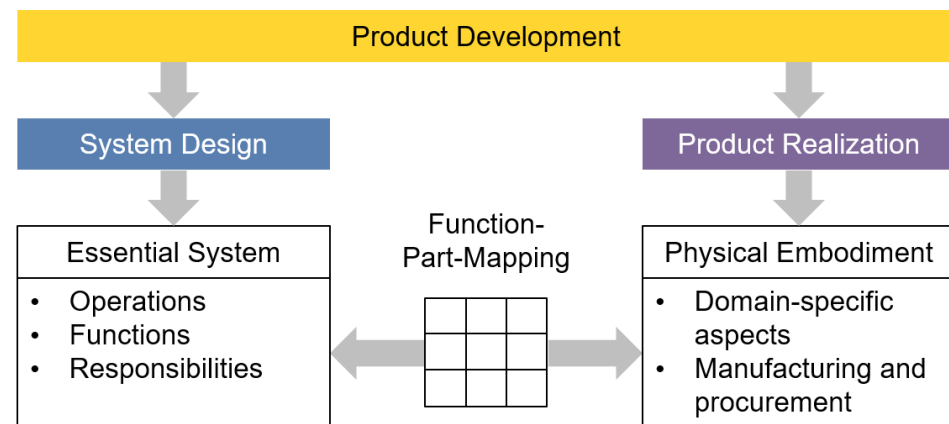 Product Development
System Design
Product Realization
Function-
Part-Mapping
Essential System
• Operations
• Functions
• Responsibilities
Physical Embodiment
• Domain-specific
aspects
• Manufacturing and
procurement